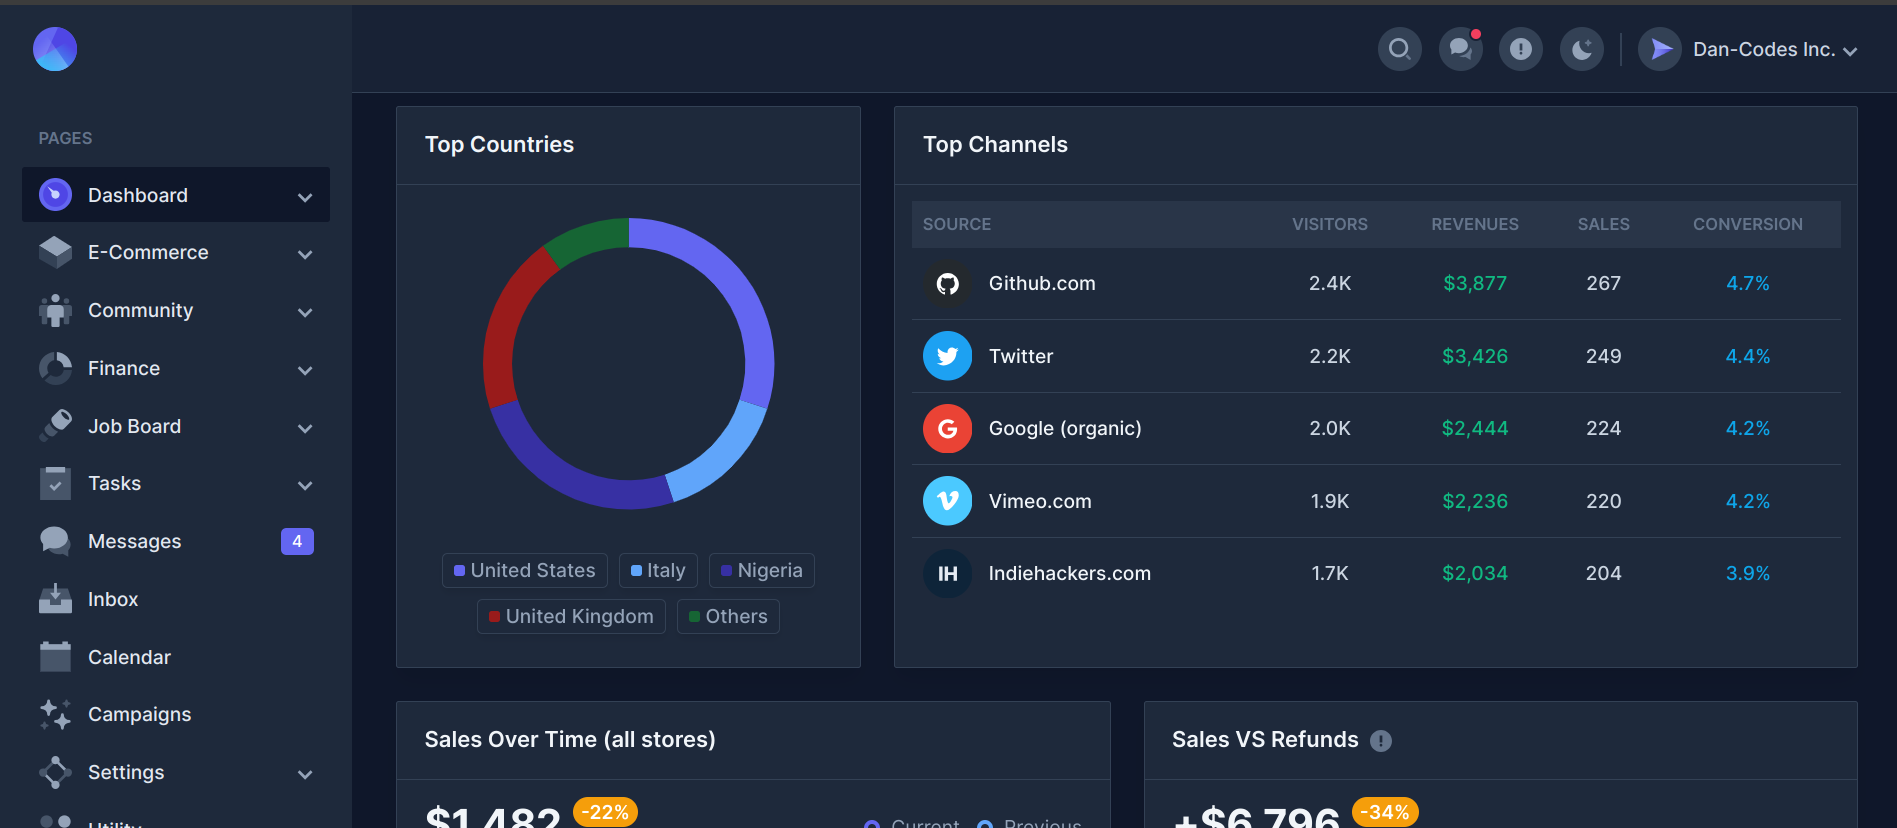 Dan-Codes Inc.
PAGES
Dashboard
E-Commerce
Community
Finance
Job Board
Tasks
Messages 4
Inbox
Calendar
Campaigns
Settings
Utility
Top Countries
United States Italy Nigeria
United Kingdom Others
Top Channels
SOURCE VISITORS REVENUES SALES CONVERSION
Github.com 2.4K $3,877 267 4.7%
Twitter 2.2K $3,426 249 4.4%
G Google (organic) 2.0K $2,444 224 4.2%
Vimeo.com 1.9K $2,236 220 4.2%
IH Indiehackers.com 1.7K $2,034 204 3.9%
Sales Over Time (all stores)
$1,482 -22% Current Previous
Sales VS Refunds
+$6,796 -34%